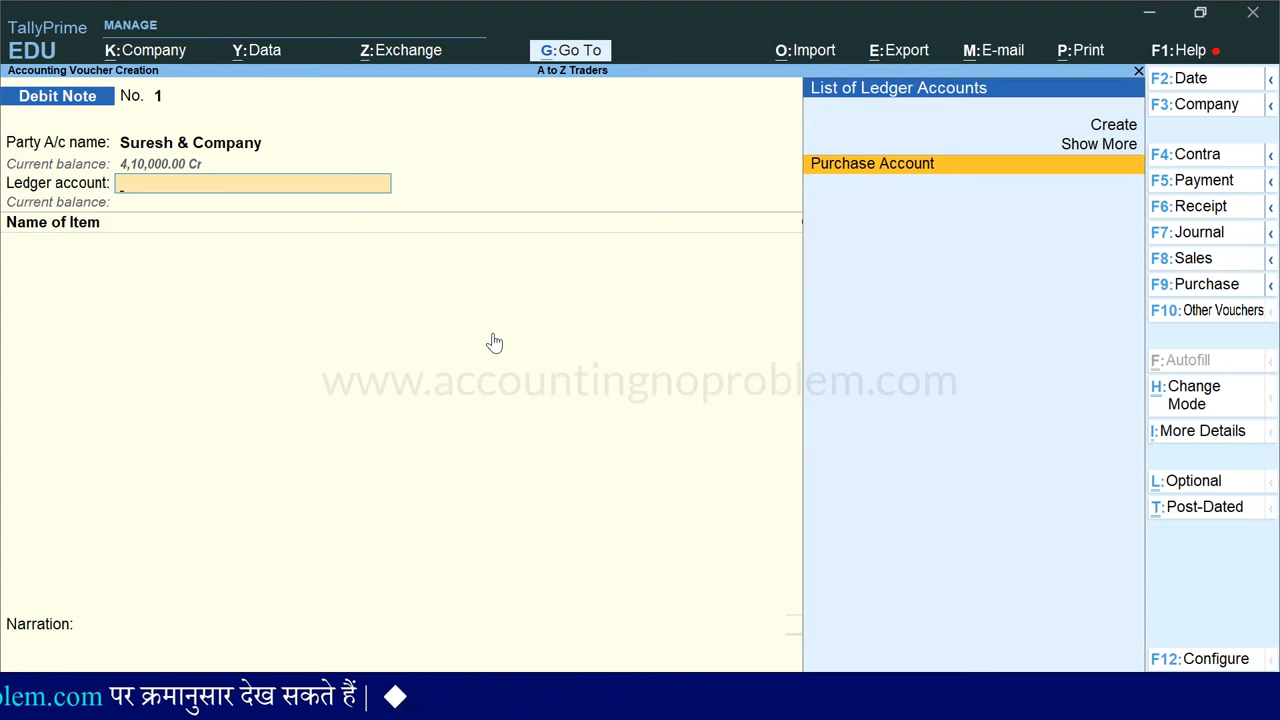 TallyPrime
EDU
MANAGE
K:Company
Y:Data
Z:Exchange
G:Go To
O:Import
E:Export
M:E-mail
P:Print
F1:Help
Accounting Voucher Creation
A to Z Traders
Debit Note No. 1
Party A/c name: Suresh & Company
Current balance: 4,10,000.00 Cr
Ledger account:
Current balance:
Name of Item
Narration:
List of Ledger Accounts
Create
Show More
Purchase Account
F2:Date
F3:Company
F4:Contra
F5:Payment
F6:Receipt
F7:Journal
F8:Sales
F9:Purchase
F10:Other Vouchers
F:Autofill
H:Change
Mode
I:More Details
L:Optional
T:Post-Dated
F12:Configure
www.accountingnoproblem.com
blem.com पर क्रमानुसार देख सकते हैं | ◆